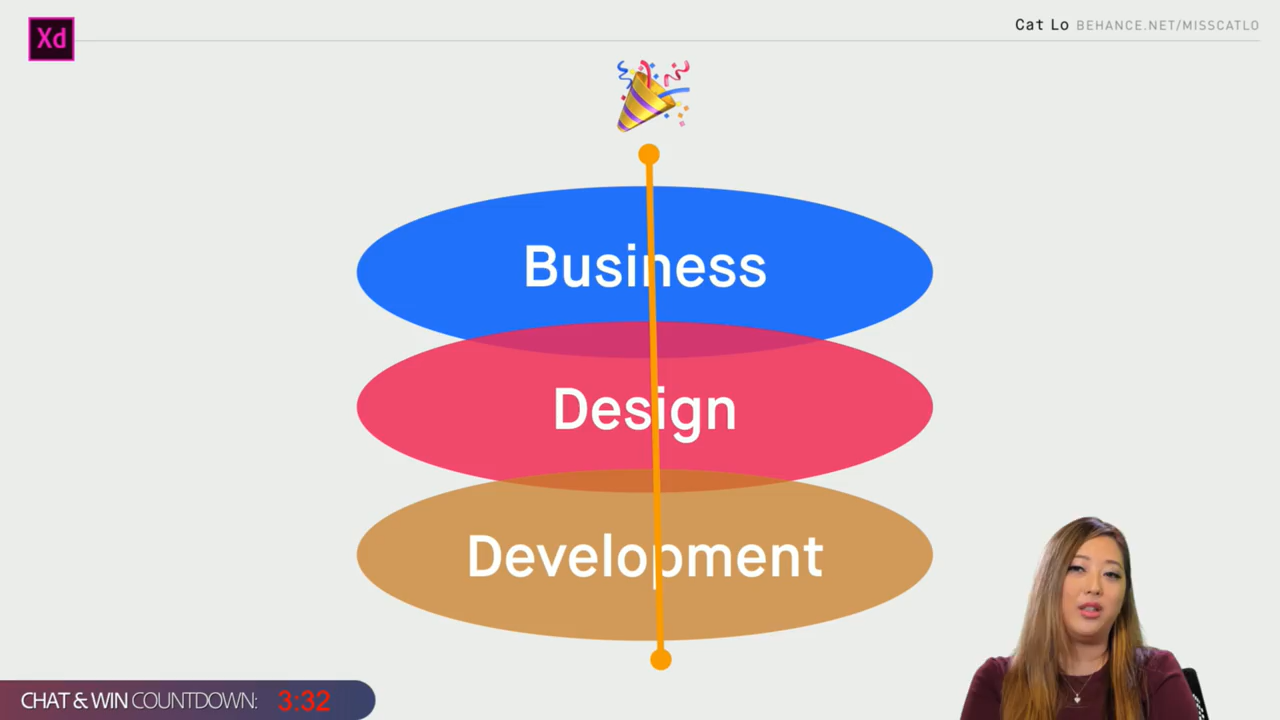 Xd
Cat Lo BEHANCE.NET/MISSCATLO
Business
Design
Development
CHAT & WIN COUNTDOWN: 3:32